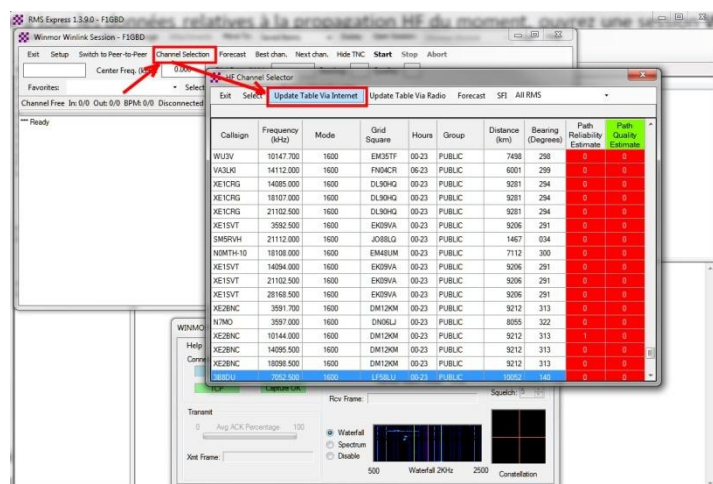 les données relatives à la propagation HF du moment, ouvrez une session
RMS Express 1.3.9.0 - F1GBD
Winmor Winlink Session - F1GBD
Exit Setup Switch to Peer-to-Peer Channel Selection Forecast Best chan. Next chan. Hide TNC Start Stop Abort
Center Freq. 0.000
Favorites: Select
Channel Free In: 0/0 Out: 0/0 BPM: 0/0 Disconnected
*** Ready
HF Channel Selector
Exit Select Update Table Via Internet Update Table Via Radio Forecast SFI All RMS
Callsign Frequency (kHz) Mode Grid Square Hours Group Distance (km) Bearing (Degrees) Path Reliability Estimate Path Quality Estimate
WU3V 10147.700 1600 EM35TF 00-23 PUBLIC 7498 298 0 0
VA3LKI 14112.000 1600 FN04CR 06-23 PUBLIC 6001 299 0 0
XE1CRG 14085.000 1600 DL90HQ 00-23 PUBLIC 9281 294 0 0
XE1CRG 18107.000 1600 DL90HQ 00-23 PUBLIC 9281 294 0 0
XE1CRG 21102.500 1600 DL90HQ 00-23 PUBLIC 9281 294 0 0
XE1SVT 3592.500 1600 EK09VA 00-23 PUBLIC 9206 291 0 0
SM5RVH 21112.000 1600 JO88LQ 00-23 PUBLIC 1467 034 0 0
N0MTH-10 18108.000 1600 EM48UM 00-23 PUBLIC 7112 300 0 0
XE1SVT 14094.000 1600 EK09VA 00-23 PUBLIC 9206 291 0 0
XE1SVT 21102.500 1600 EK09VA 00-23 PUBLIC 9206 291 0 0
XE1SVT 28168.500 1600 EK09VA 00-23 PUBLIC 9206 291 0 0
XE2BNC 3591.700 1600 DM12KM 00-23 PUBLIC 9212 313 0 0
N7MO 3597.000 1600 DN06LJ 00-23 PUBLIC 8055 322 0 0
XE2BNC 10144.000 1600 DM12KM 00-23 PUBLIC 9212 313 1 0
XE2BNC 14095.500 1600 DM12KM 00-23 PUBLIC 9212 313 0 0
XE2BNC 18098.500 1600 DM12KM 00-23 PUBLIC 9212 313 0 0
3B8DU 7052.500 1600 LF58LU 00-23 PUBLIC 10052 140 0 0
WINMO
Help
TCP Capture OK
Rcv Frame: Squelch: 5
Transmit
0 Avg ACK Percentage 100
Waterfall
Spectrum
Disable
Xmt Frame:
500 Waterfall 2KHz 2500 Constellation